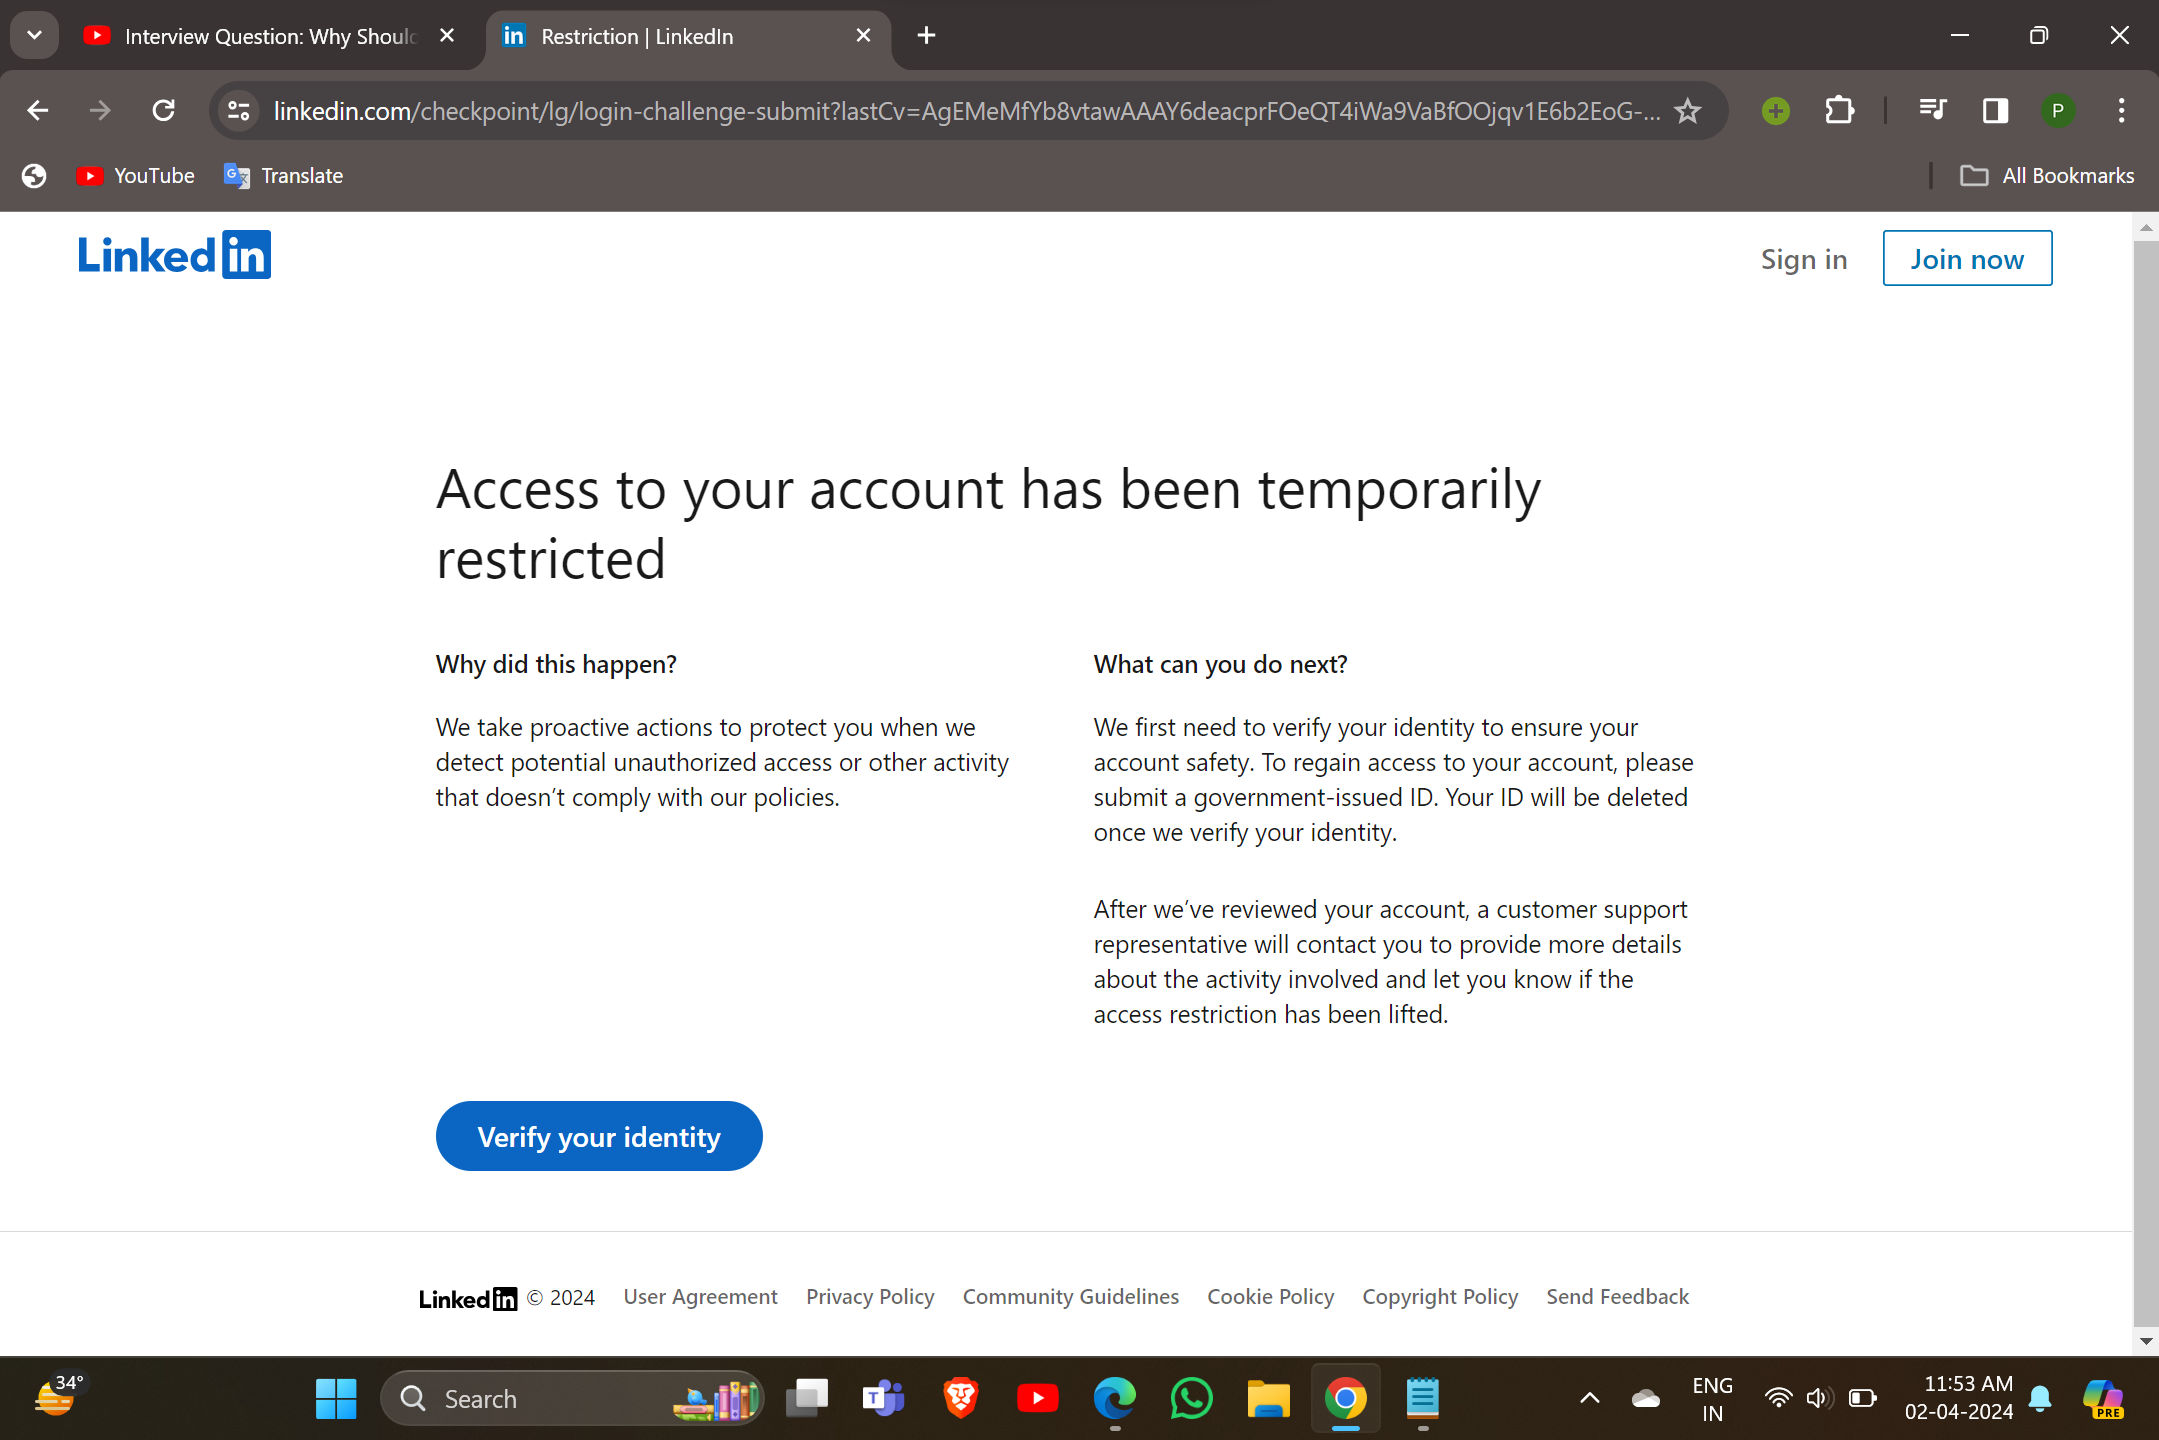 Interview Question: Why Shoul
Restriction | LinkedIn
linkedin.com/checkpoint/lg/login-challenge-submit?lastCv=AgEMeMfYb8vtawAAAY6deacprFOeQT4iWa9VaBfOOjqv1E6b2EoG-...
P
YouTube
Translate
All Bookmarks
Linked in
Sign in
Join now
Access to your account has been temporarily
restricted
Why did this happen?
We take proactive actions to protect you when we
detect potential unauthorized access or other activity
that doesn’t comply with our policies.
What can you do next?
We first need to verify your identity to ensure your
account safety. To regain access to your account, please
submit a government-issued ID. Your ID will be deleted
once we verify your identity.
After we’ve reviewed your account, a customer support
representative will contact you to provide more details
about the activity involved and let you know if the
access restriction has been lifted.
Verify your identity
Linked in © 2024 User Agreement Privacy Policy Community Guidelines Cookie Policy Copyright Policy Send Feedback
34°
Search
ENG
IN
11:53 AM
02-04-2024
PRE